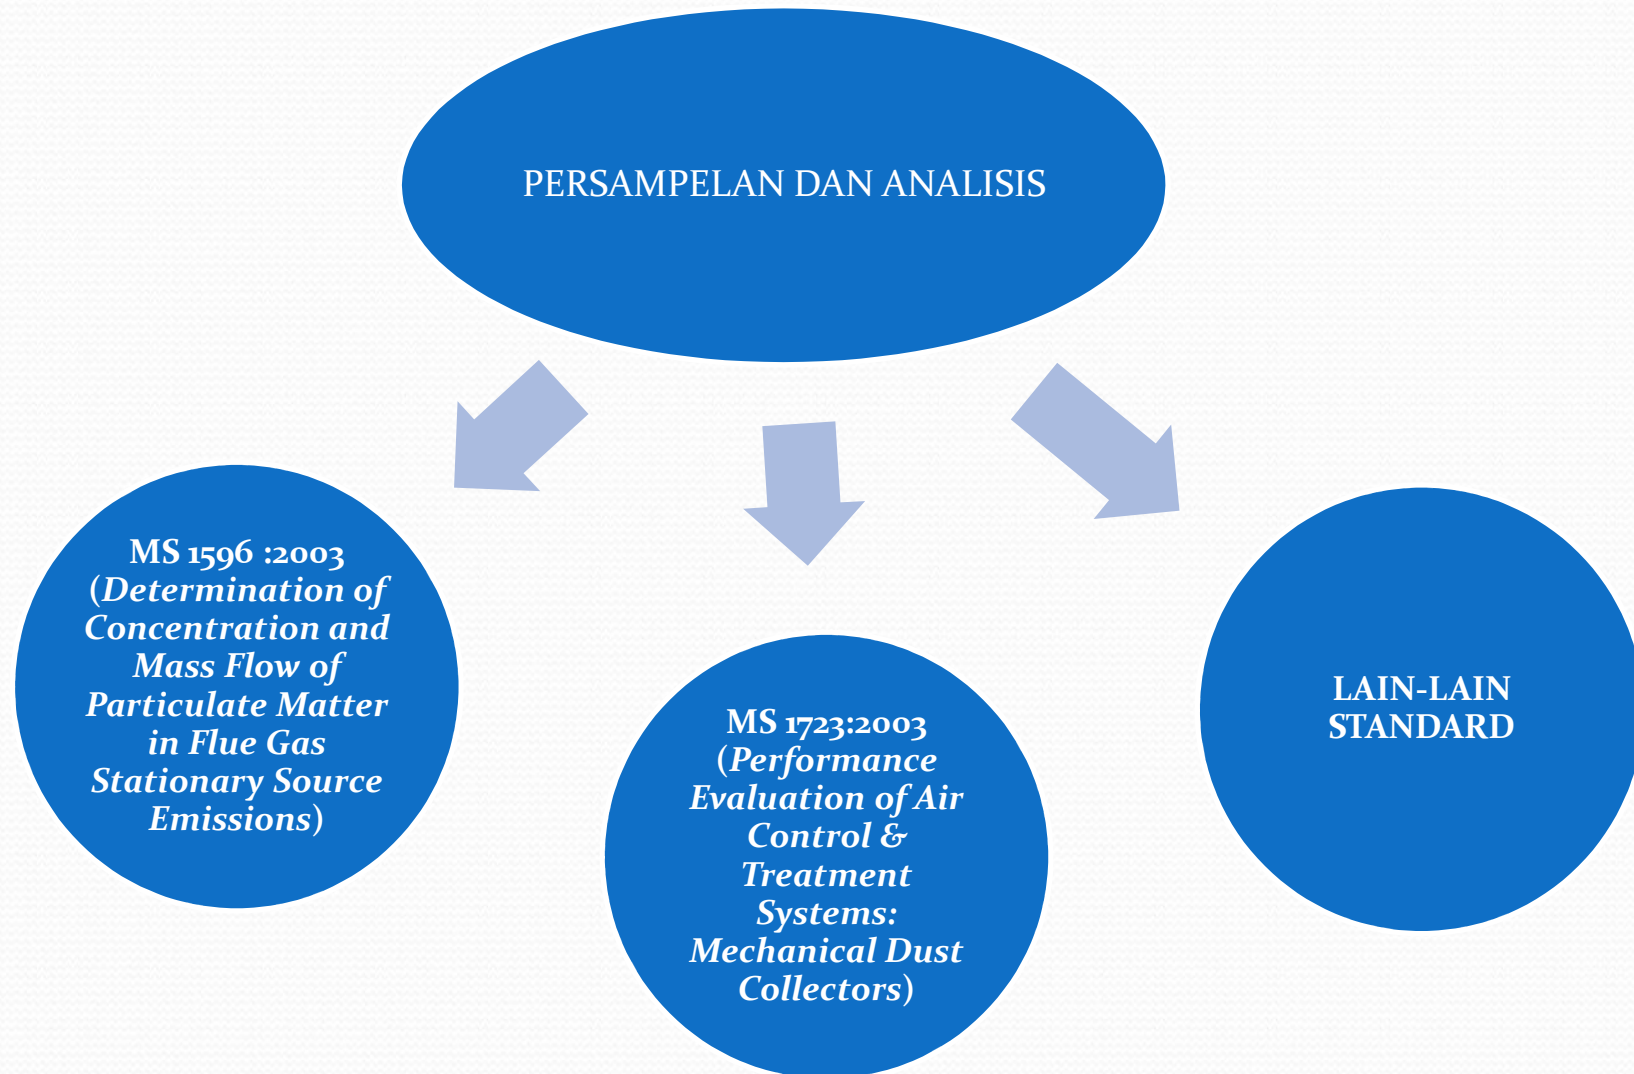 PERSAMPELAN DAN ANALISIS
MS 1596 :2003
(Determination of
Concentration and
Mass Flow of
Particulate Matter
in Flue Gas
Stationary Source
Emissions)
MS 1723:2003
(Performance
Evaluation of Air
Control &
Treatment
Systems:
Mechanical Dust
Collectors)
LAIN-LAIN
STANDARD